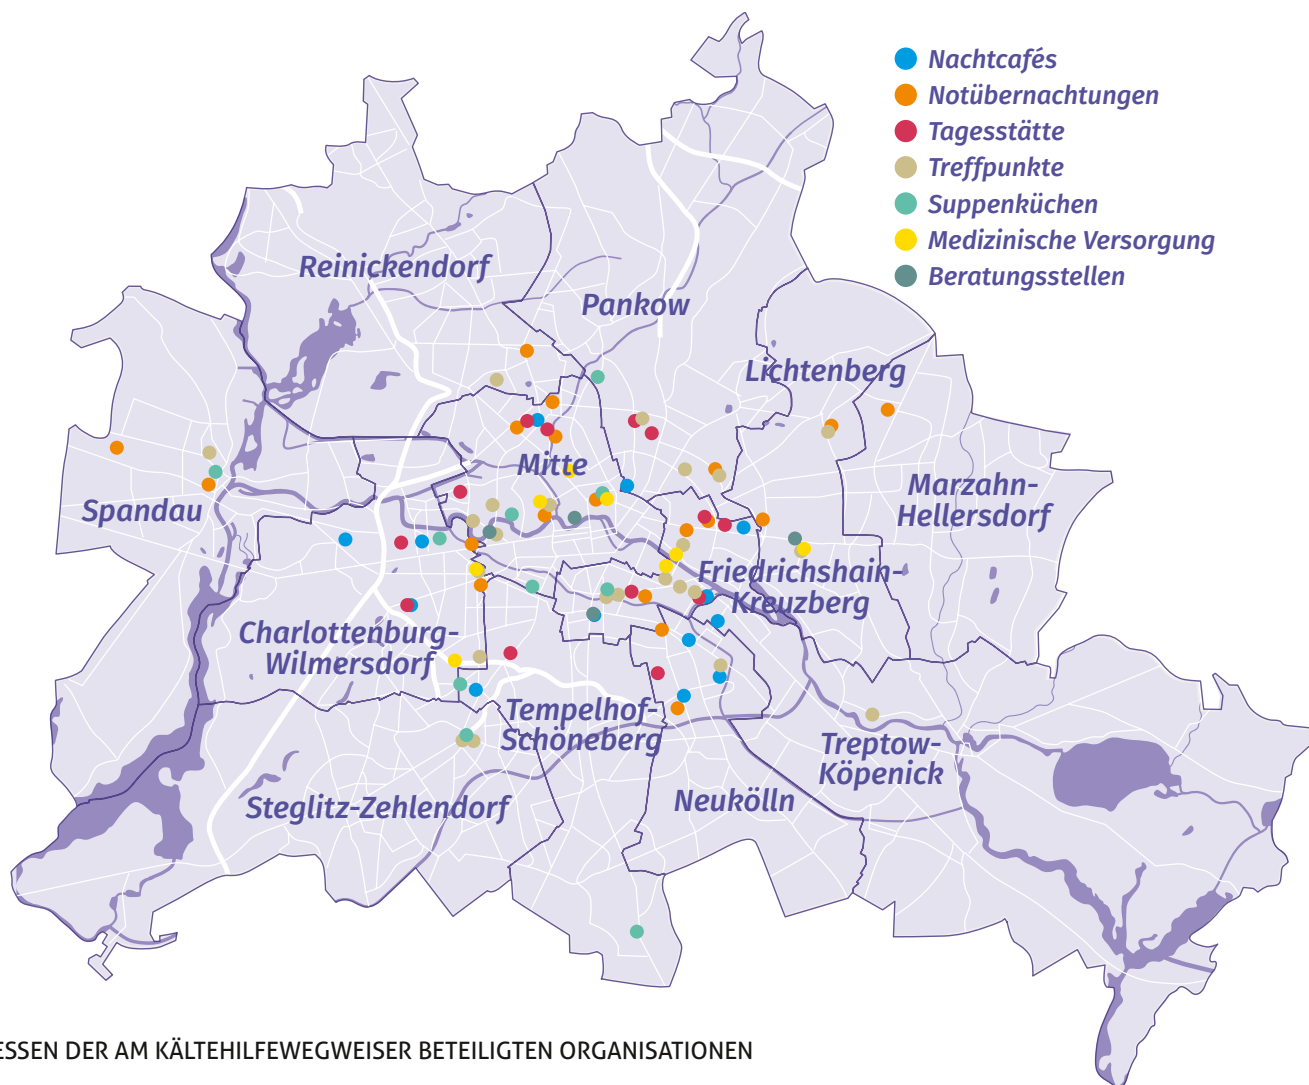 Nachtcafés
Notübernachtungen
Tagesstätte
Treffpunkte
Suppenküchen
Medizinische Versorgung
Beratungsstellen
Reinickendorf
Pankow
Lichtenberg
Mitte
Spandau
Marzahn-
Hellersdorf
Friedrichshain-
Kreuzberg
Charlottenburg-
Wilmersdorf
Tempelhof-
Schöneberg
Treptow-
Köpenick
Steglitz-Zehlendorf
Neukölln
ESSEN DER AM KÄLTEHILFEWEGWEISER BETEILIGTEN ORGANISATIONEN